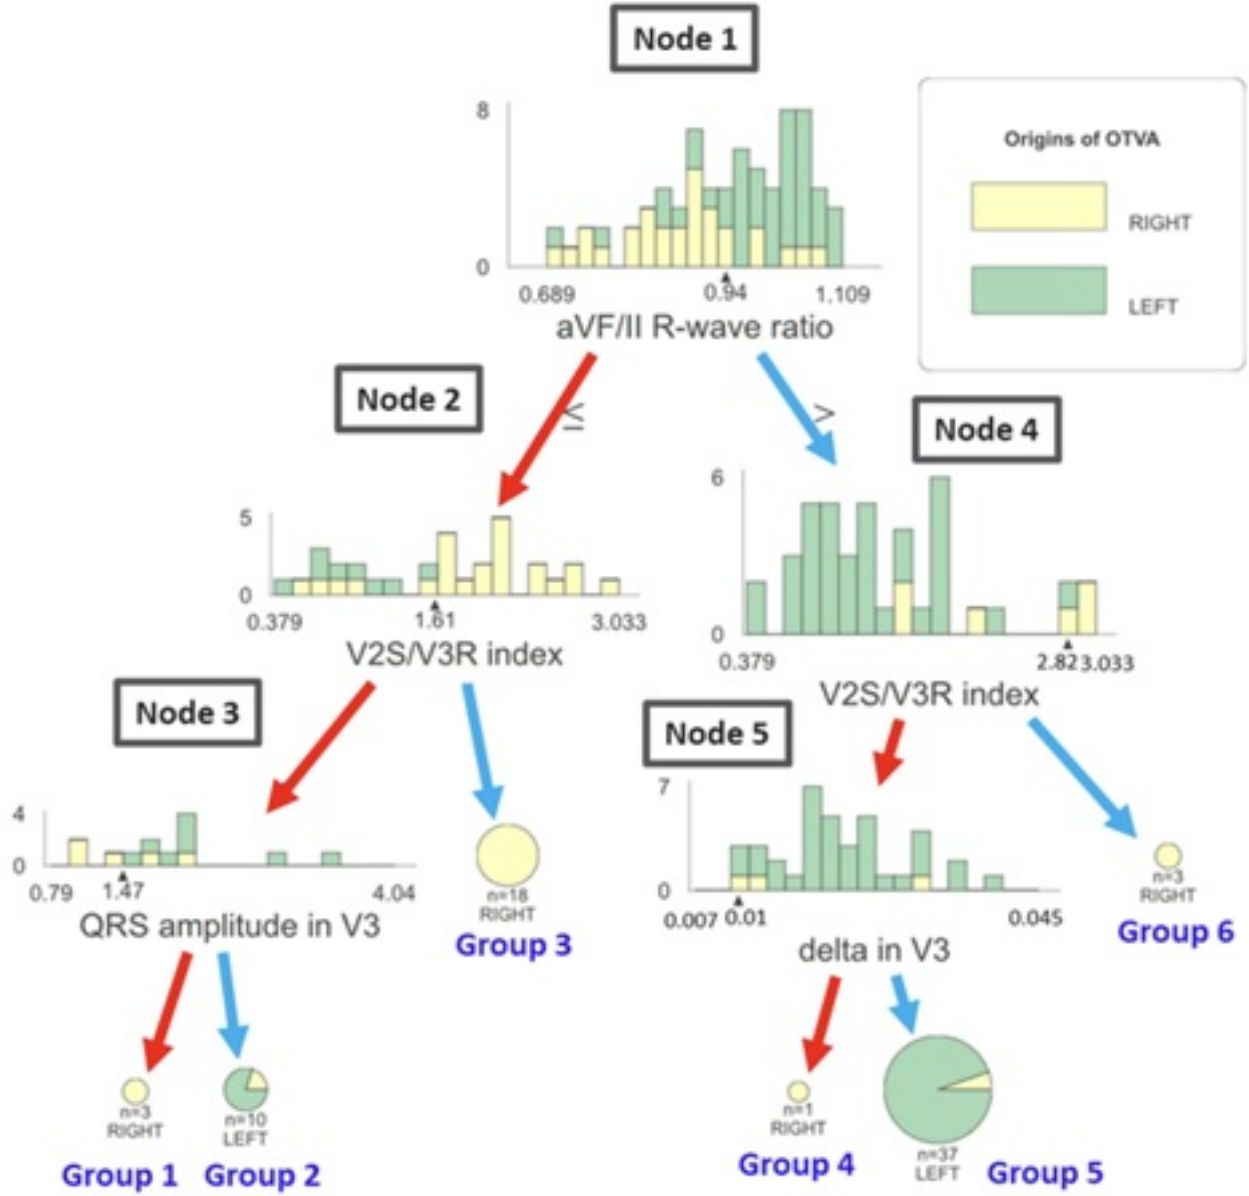 Node 1
8
0
0.689
0.94
1.109
aVF/II R-wave ratio
Origins of OTVA
RIGHT
LEFT
≤
>
Node 2
5
0
0.379
1.61
3.033
V2S/V3R index
Node 4
6
0
0.379
2.823.033
V2S/V3R index
Node 3
4
0
0.79
1.47
4.04
QRS amplitude in V3
n=18
RIGHT
Group 3
Node 5
7
0
0.007
0.01
0.045
delta in V3
n=3
RIGHT
Group 6
n=3
RIGHT
Group 1
n=10
LEFT
Group 2
n=1
RIGHT
Group 4
n=37
LEFT
Group 5